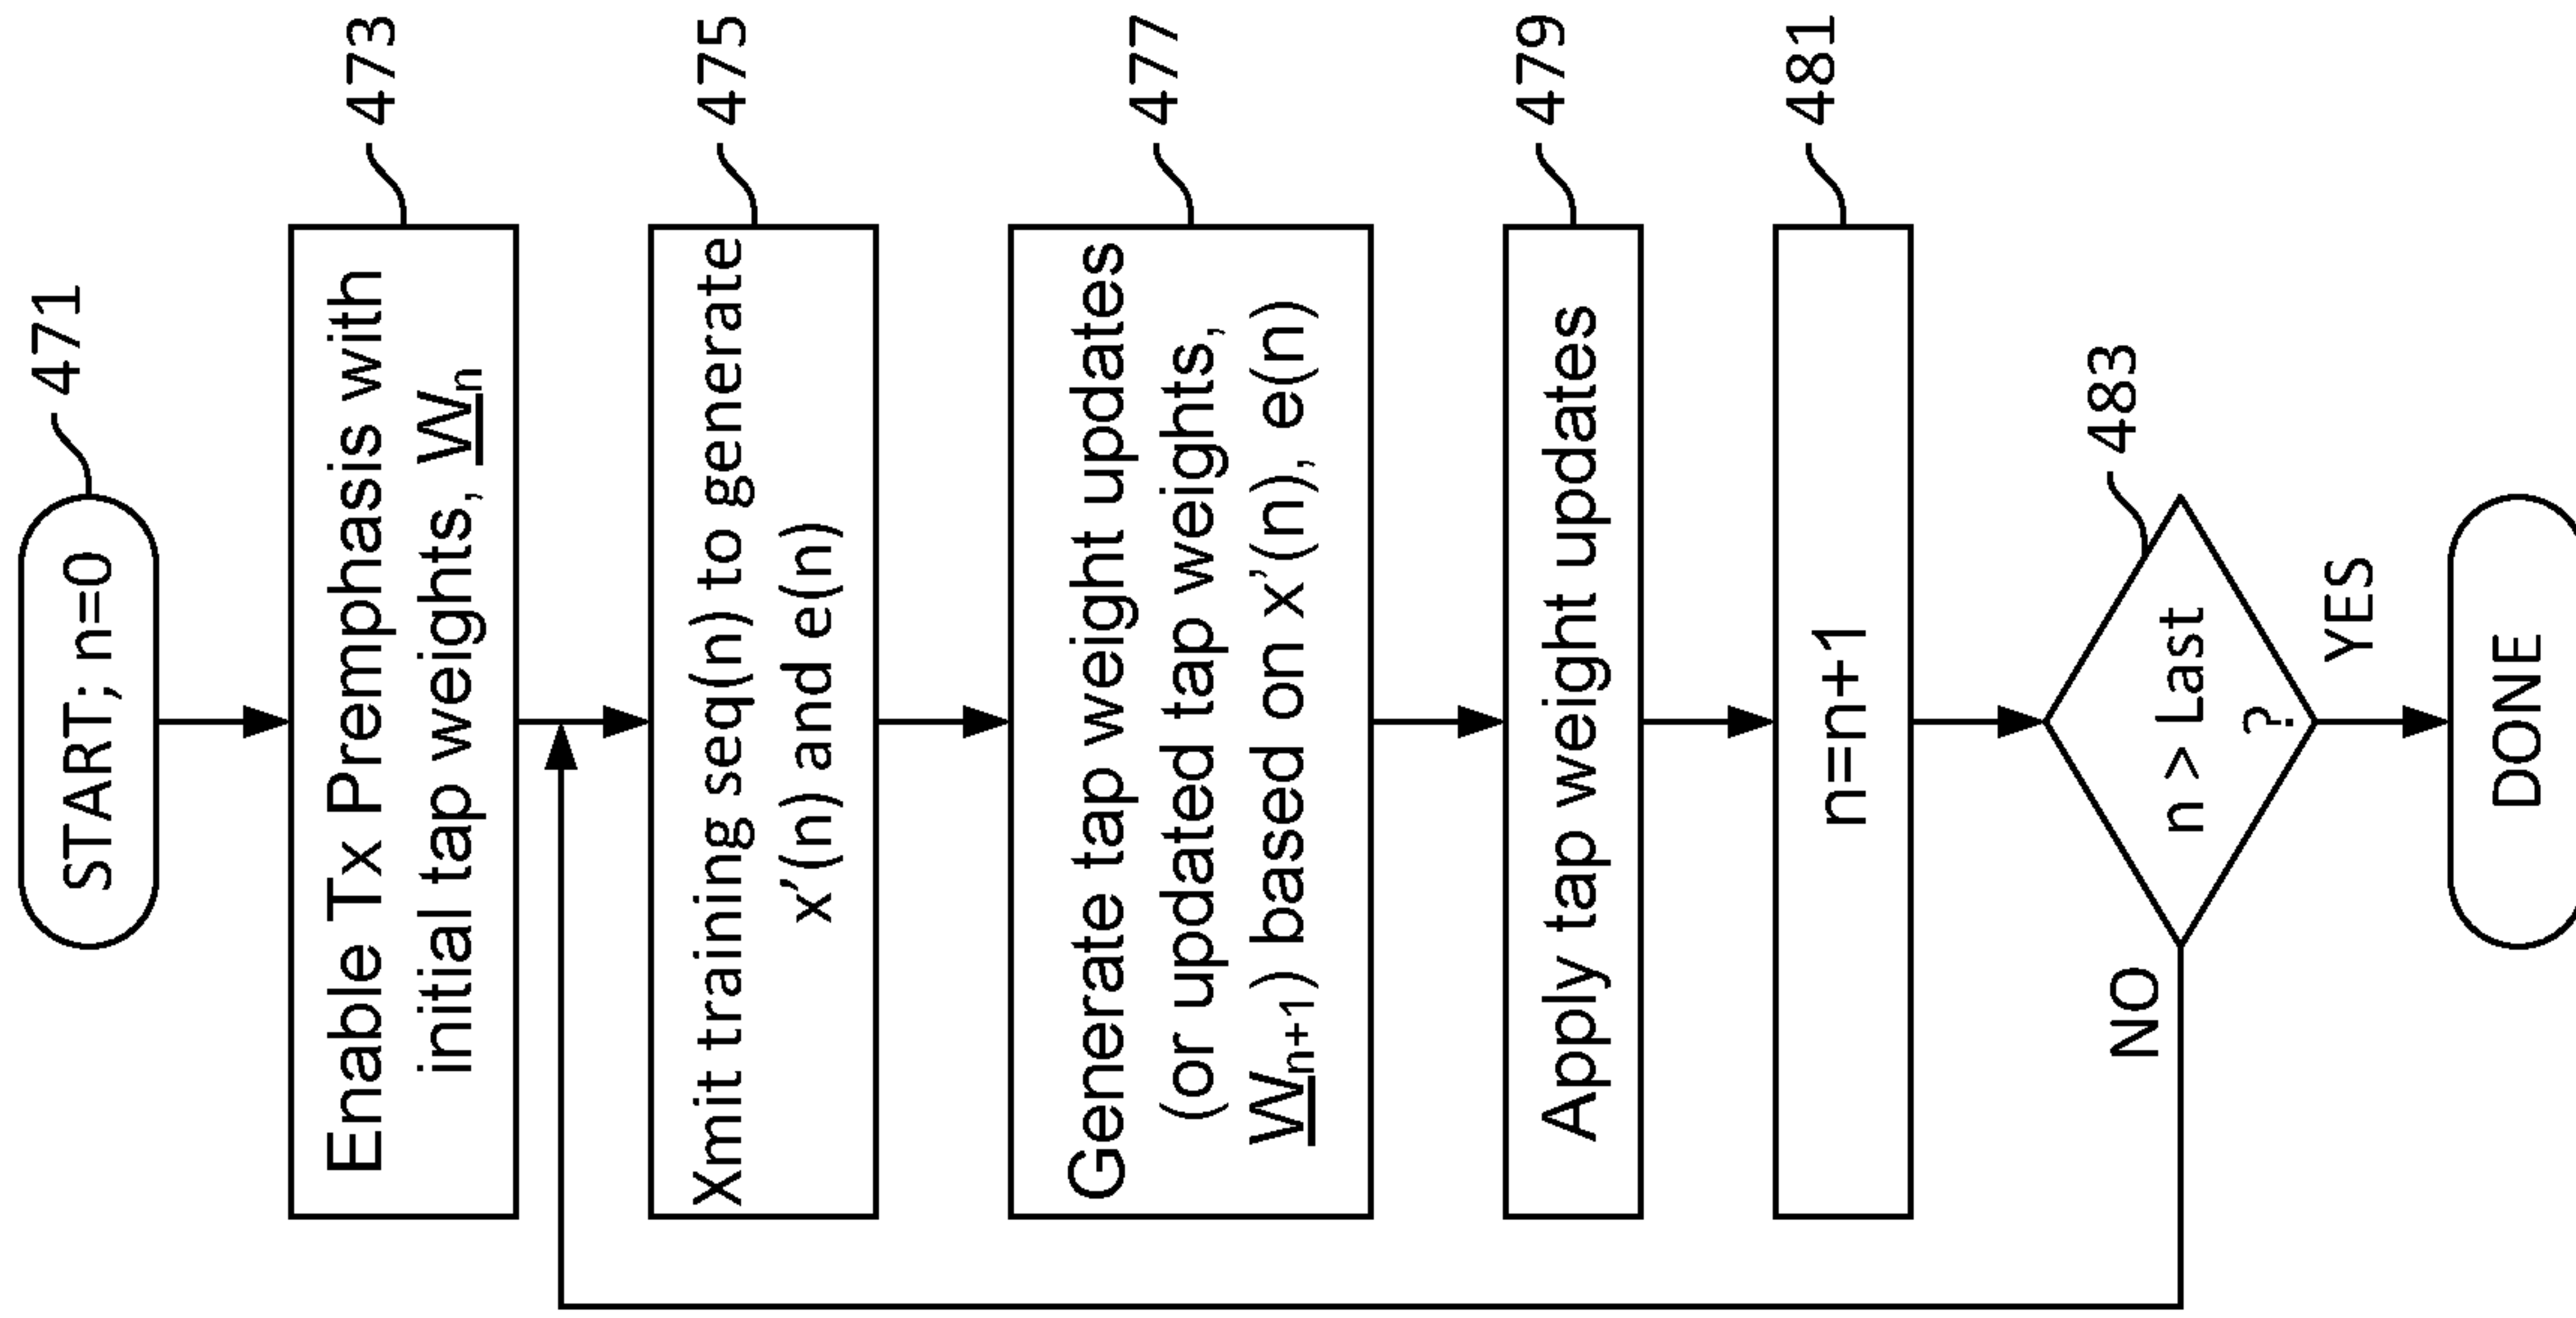 START; n=0
471
Enable Tx Premphasis with
initial tap weights, Wn
473
Xmit training seq(n) to generate
x'(n) and e(n)
475
Generate tap weight updates
(or updated tap weights,
Wn+1) based on x'(n), e(n)
477
Apply tap weight updates
479
n=n+1
481
n > Last
?
483
NO
YES
DONE